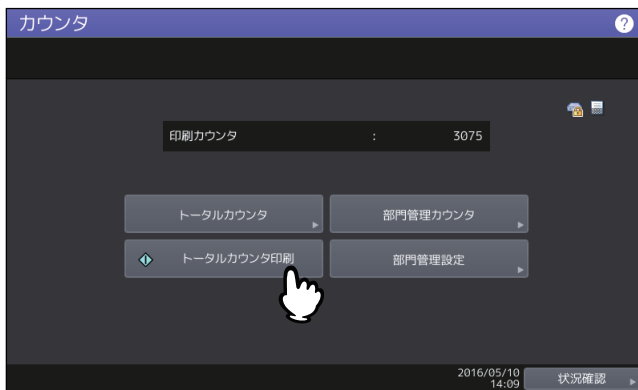 カウンタ
?
印刷カウンタ : 3075
トータルカウンタ 部門管理カウンタ
トータルカウンタ印刷 部門管理設定
2016/05/10
14:09 状況確認